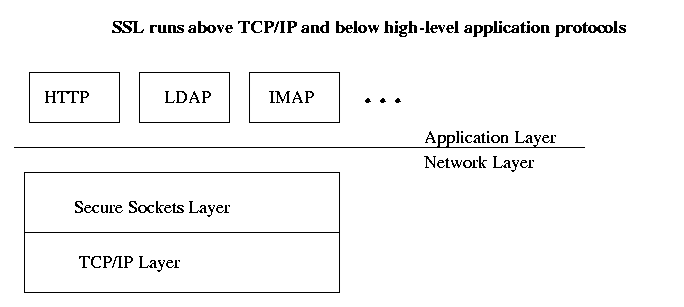 SSL runs above TCP/IP and below high-level application protocols
HTTP LDAP IMAP ...
Application Layer
Network Layer
Secure Sockets Layer
TCP/IP Layer